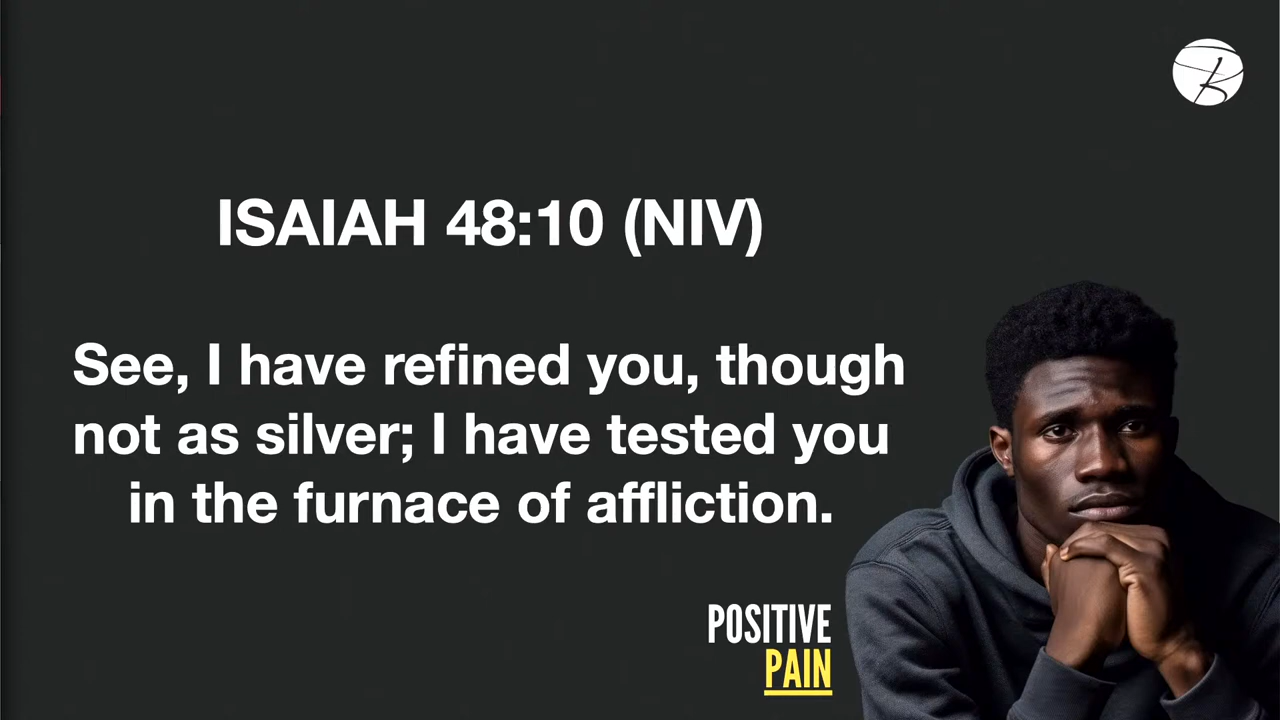 ISAIAH 48:10 (NIV)
See, I have refined you, though
not as silver; I have tested you
in the furnace of affliction.
POSITIVE
PAIN